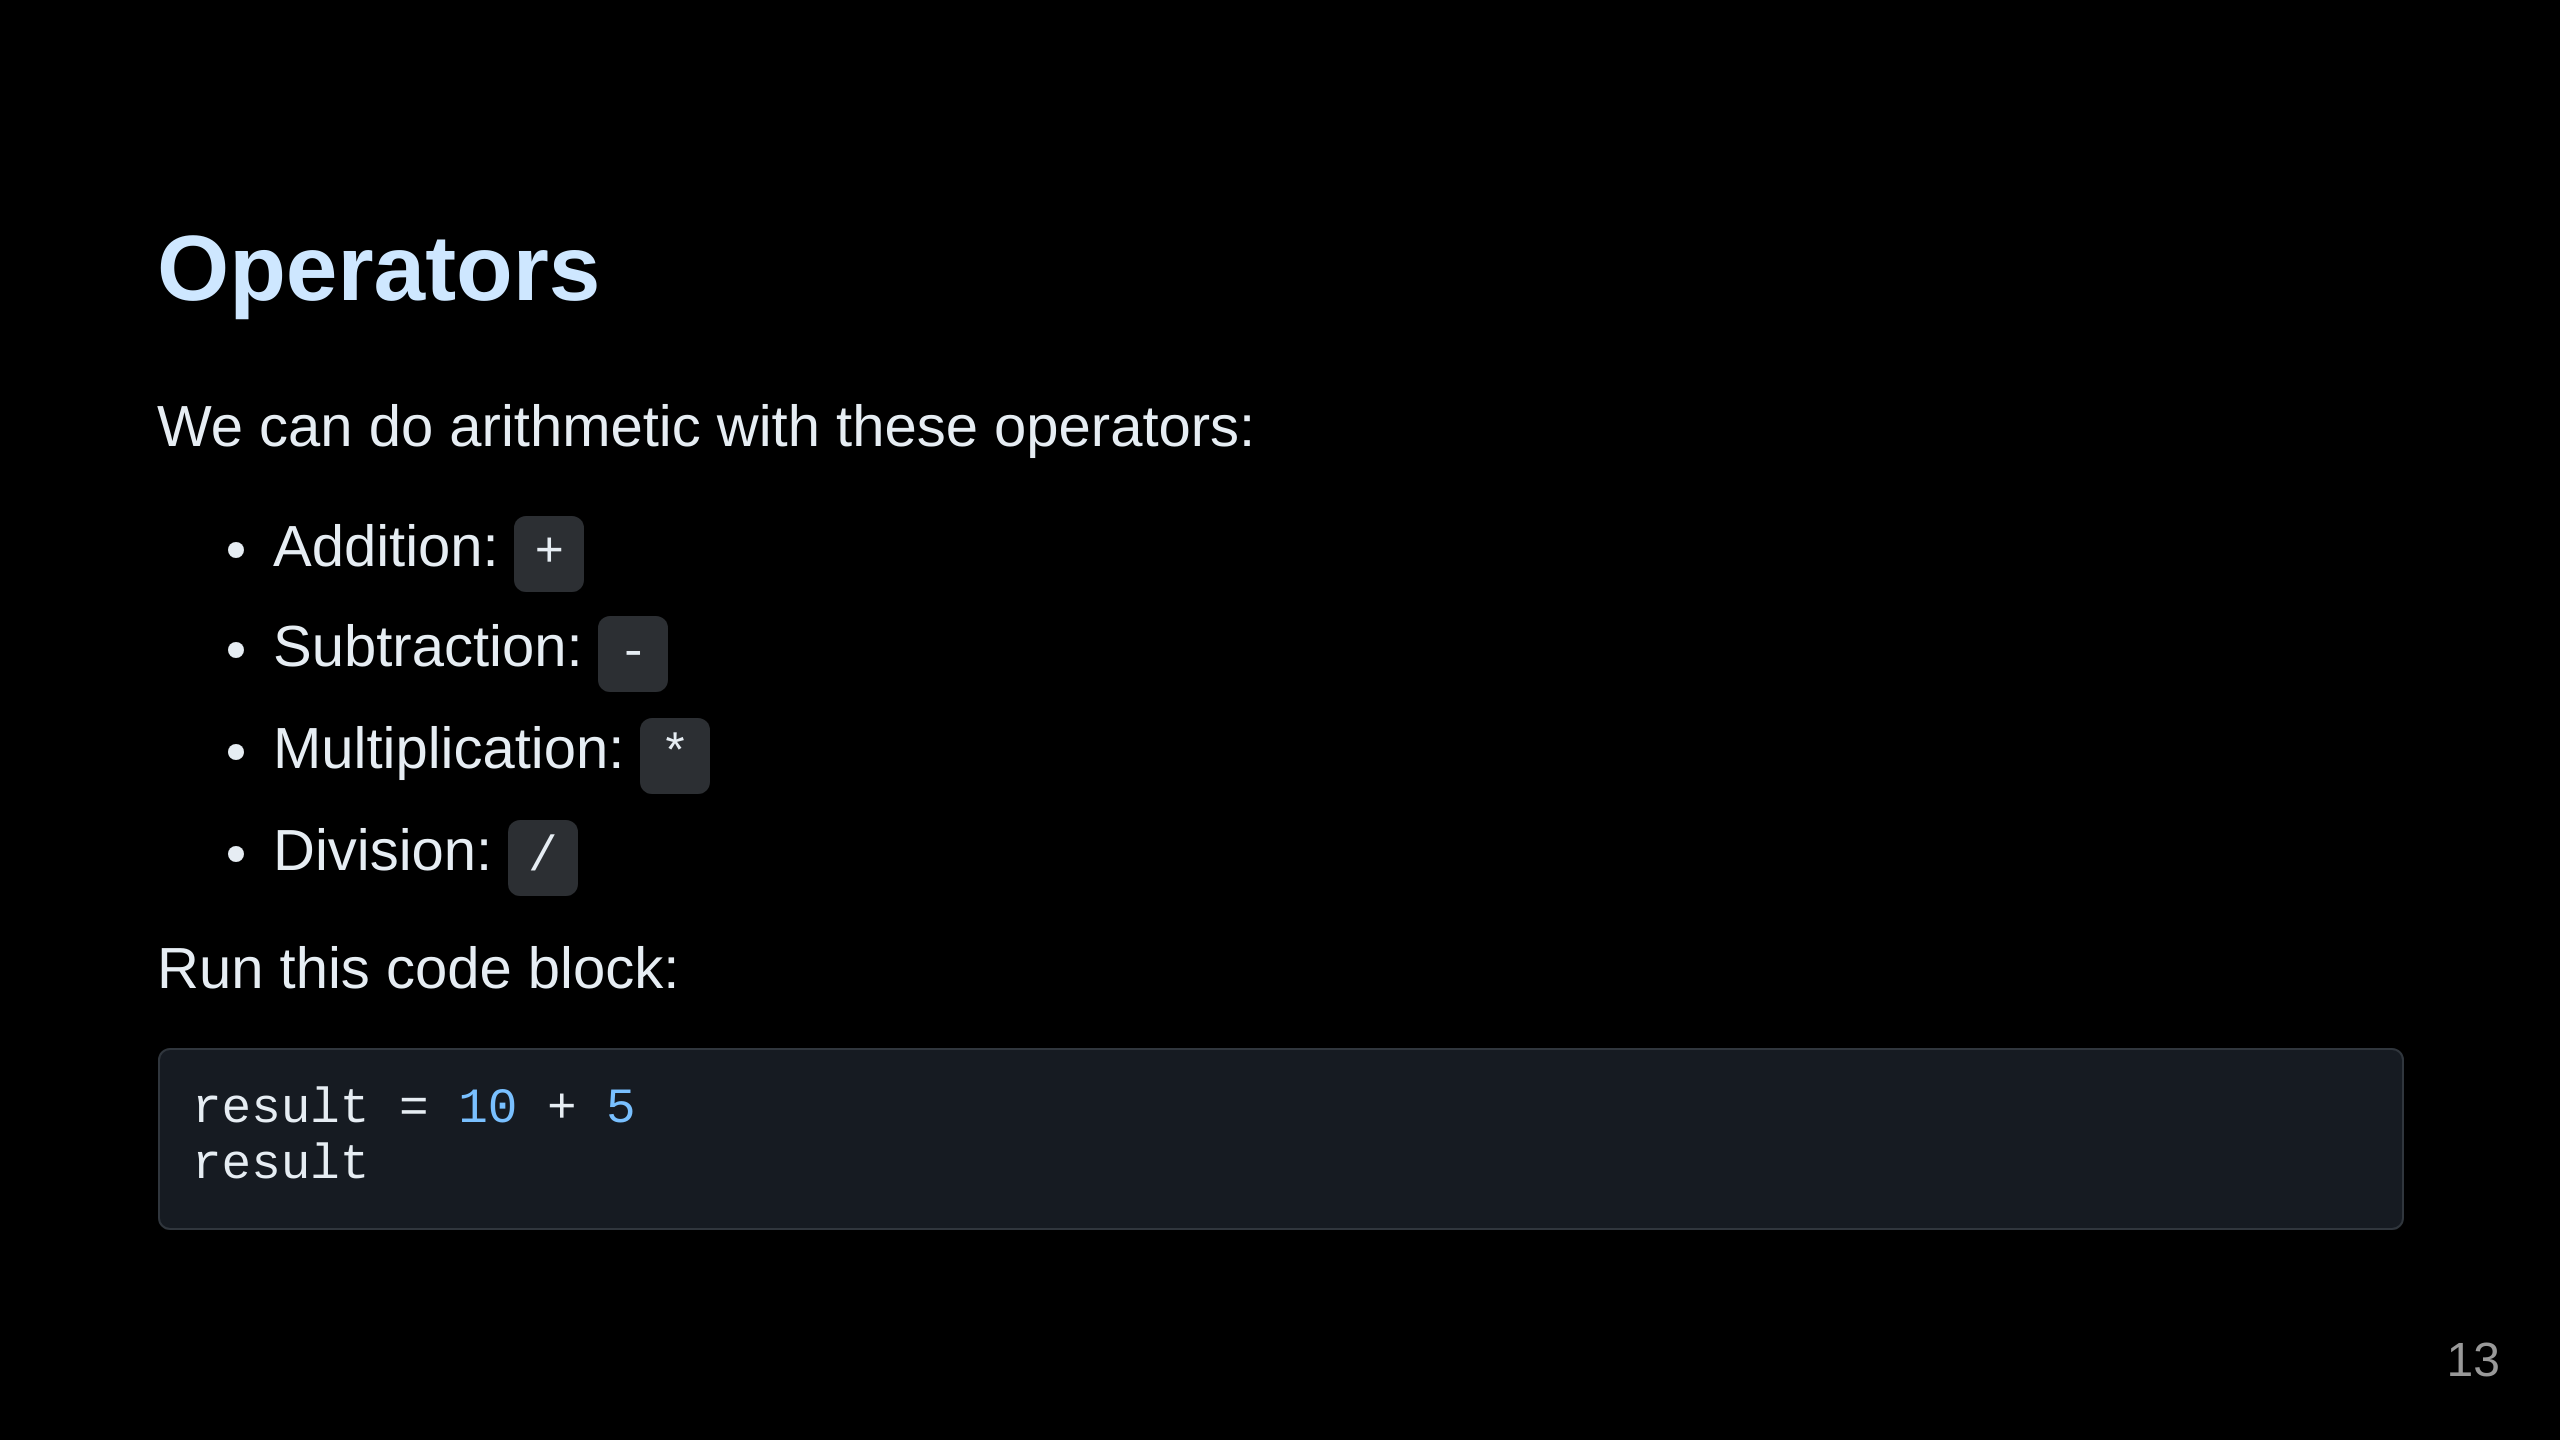 Operators
We can do arithmetic with these operators:
• Addition: +
• Subtraction: -
• Multiplication: *
• Division: /
Run this code block:
result = 10 + 5
result
13